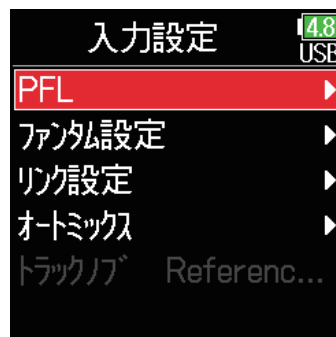 入力設定
4.8
USB
PFL
ファンタム設定
リンク設定
オートミックス
トラックノブ Referenc...